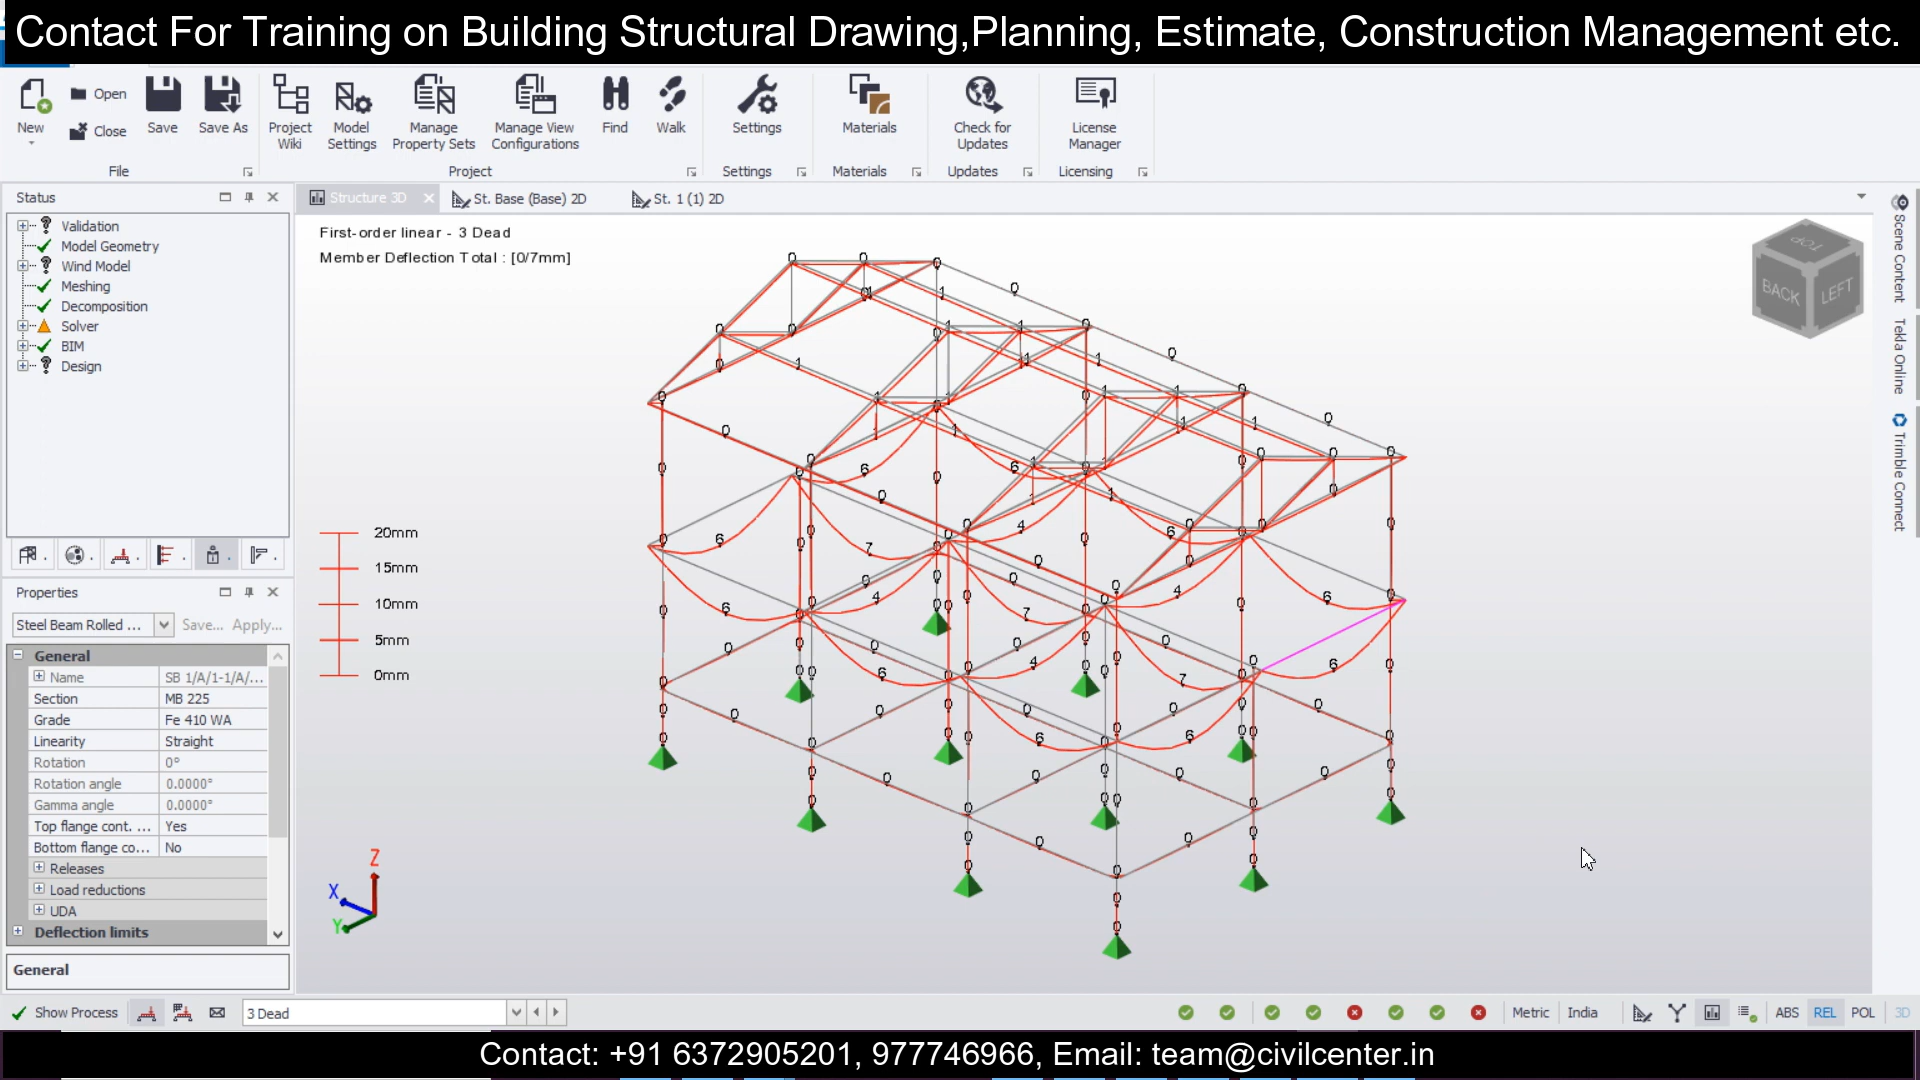 Contact For Training on Building Structural Drawing,Planning, Estimate, Construction Management etc.
New
Open
Close
Save
Save As
File
Project Wiki
Model Settings
Manage Property Sets
Manage View Configurations
Find
Walk
Project
Settings
Settings
Materials
Materials
Check for Updates
Updates
License Manager
Licensing
Status
Validation
Model Geometry
Wind Model
Meshing
Decomposition
Solver
BIM
Design
Properties
Steel Beam Rolled ...
Save... Apply...
General
Name SB 1/A/1-1/A/...
Section MB 225
Grade Fe 410 WA
Linearity Straight
Rotation 0°
Rotation angle 0.0000°
Gamma angle 0.0000°
Top flange cont. ... Yes
Bottom flange co... No
Releases
Load reductions
UDA
Deflection limits
General
Structure 3D
St. Base (Base) 2D
St. 1 (1) 2D
First-order linear - 3 Dead
Member Deflection Total : [0/7mm]
20mm
15mm
10mm
5mm
0mm
Z
X
Y
TOP
BACK
LEFT
Scene Content
Tekla Online
Trimble Connect
Show Process
3 Dead
Metric
India
ABS
REL
POL
3D
Contact: +91 6372905201, 977746966, Email: team@civilcenter.in